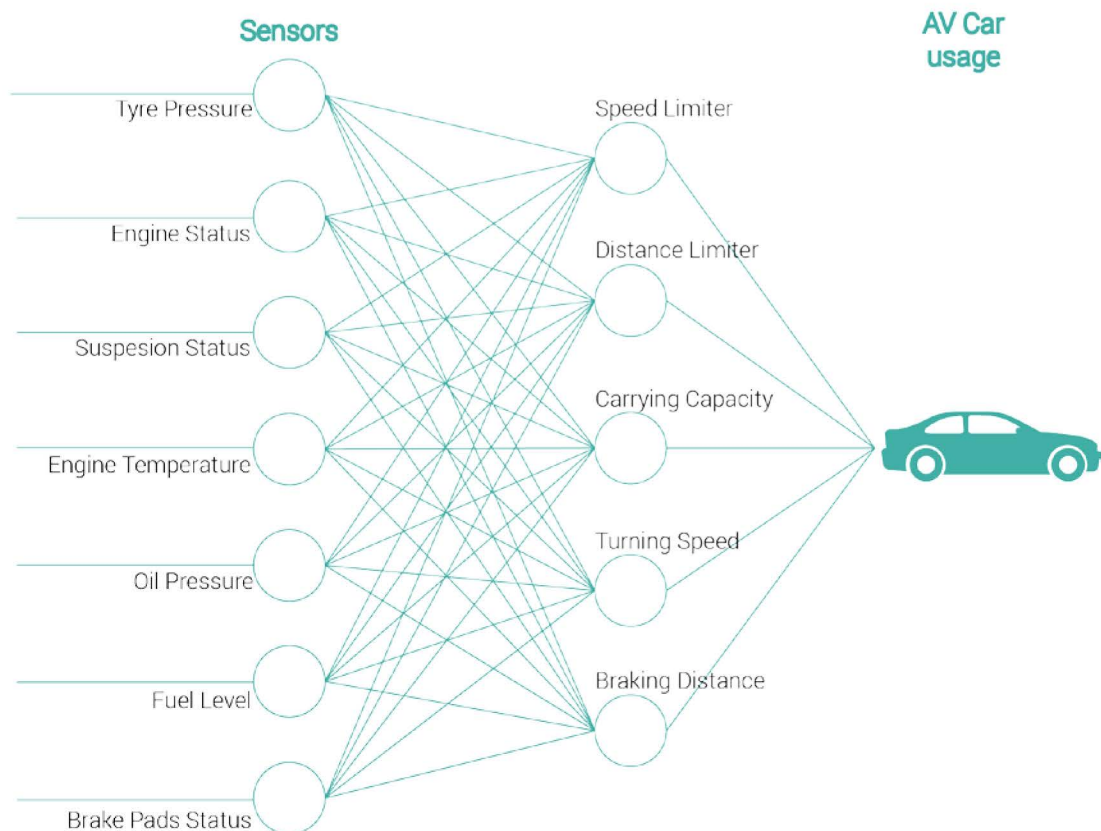 Sensors
AV Car
usage
Tyre Pressure
Speed Limiter
Engine Status
Distance Limiter
Suspesion Status
Carrying Capacity
Engine Temperature
Turning Speed
Oil Pressure
Braking Distance
Fuel Level
Brake Pads Status